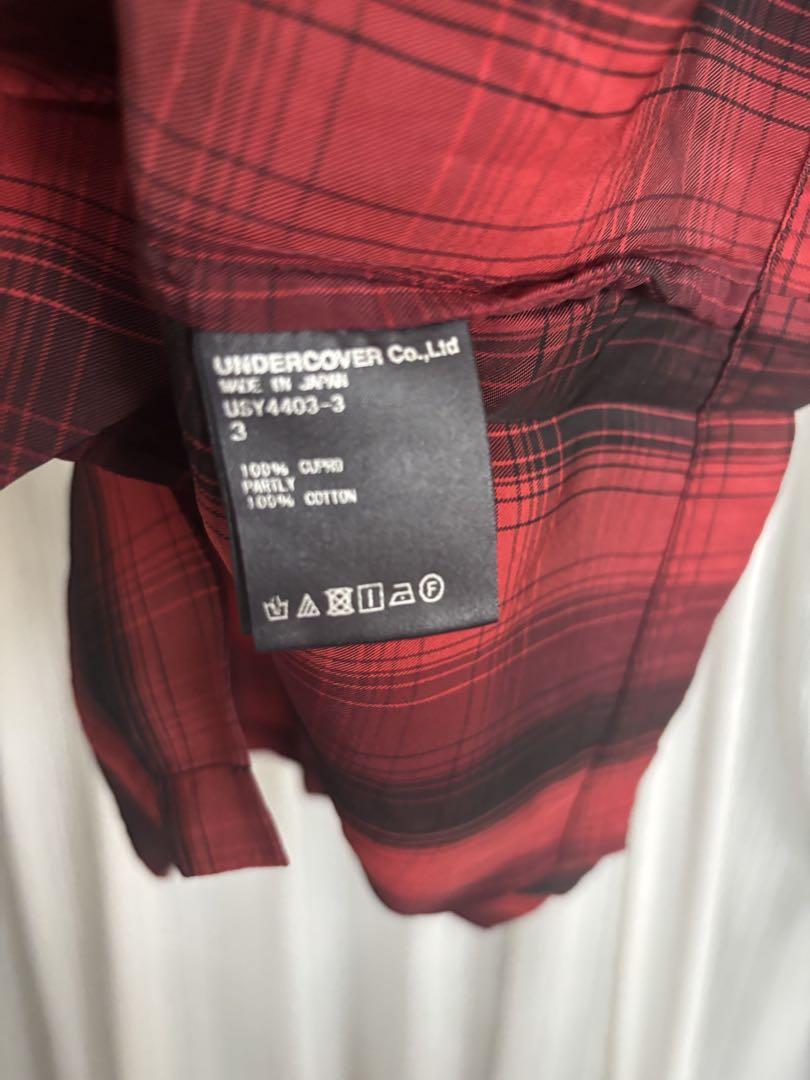 UNDERCOVER Co.,Ltd
MADE IN JAPAN
USY4403-3
3
100% CUPRO
PARTLY
100% COTTON
F